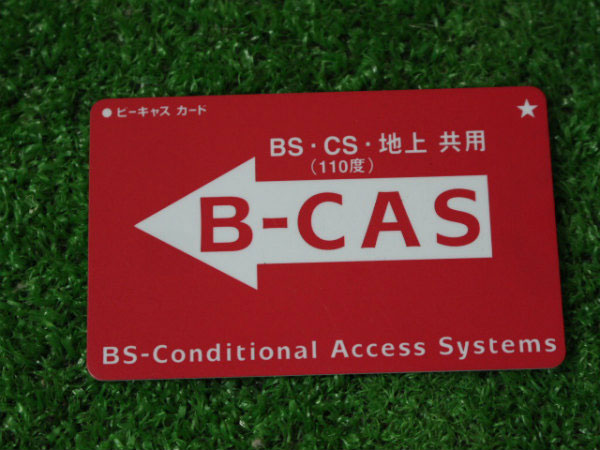 ● ビーキャス カード ★
BS・CS・地上 共用
(110度)
B-CAS
BS-Conditional Access Systems